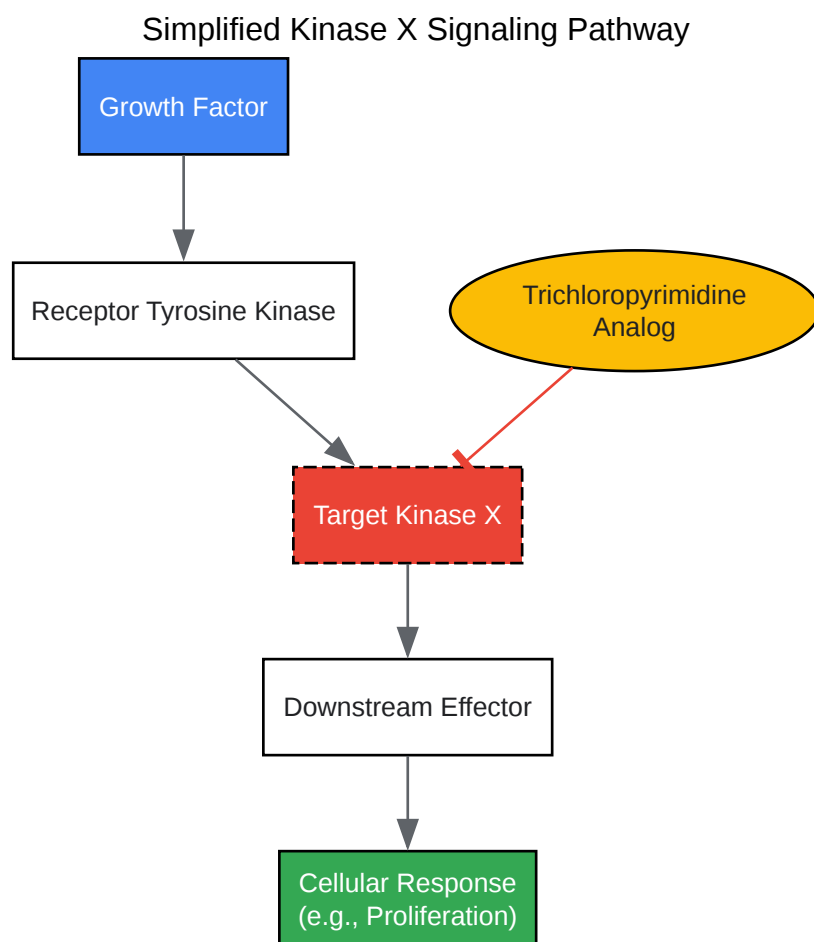 Simplified Kinase X Signaling Pathway
Growth Factor
Receptor Tyrosine Kinase
Trichloropyrimidine
Analog
Target Kinase X
Downstream Effector
Cellular Response
(e.g., Proliferation)